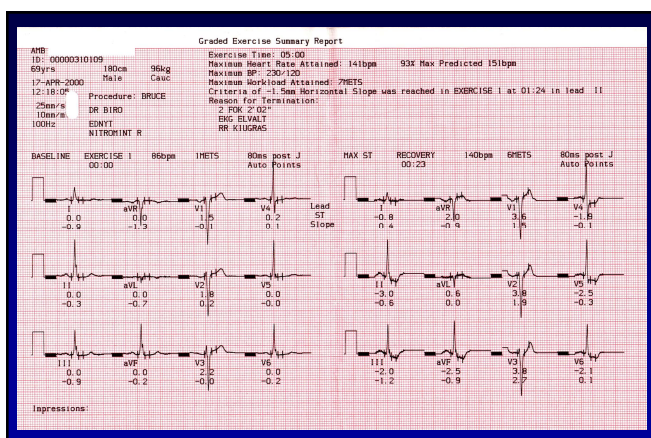 Graded Exercise Summary Report
AMB
ID: 00000310109
69yrs 180cm 96kg
Male Cauc
17-APR-2000
12:18:05
Procedure: BRUCE
25mm/s
10mm/m
100Hz
DR BIRO
EDNYT
NITROMINT R
Exercise Time: 05:00
Maximum Heart Rate Attained: 141bpm 93% Max Predicted 151bpm
Maximum BP: 230/120
Maximum Workload Attained: 7METS
Criteria of -1.5mm Horizontal Slope was reached in EXERCISE 1 at 01:24 in lead II
Reason for Termination:
2 FOK 2'02"
EKG ELVALT
RR KIUGRAS
BASELINE EXERCISE 1 86bpm 1METS 80ms post J
00:00 Auto Points
I aVR V1 V4 Lead
0.0 0.0 1.5 0.2 ST
-0.9 -1.3 -0.1 0.1 Slope
II aVL V2 V5
0.0 0.0 1.8 0.0
-0.3 -0.7 0.2 -0.0
III aVF V3 V6
0.0 0.0 2.2 0.0
-0.9 -0.2 -0.0 -0.2
MAX ST RECOVERY 140bpm 6METS 80ms post J
00:23 Auto Points
I aVR V1 V4
-0.8 2.0 3.6 -1.9
0.4 -0.9 1.5 -0.1
II aVL V2 V5
-3.0 0.6 3.8 -2.5
-0.6 0.0 1.9 -0.3
III aVF V3 V6
-2.0 -2.5 3.8 -2.1
-1.2 -0.9 2.7 0.1
Inpressions: